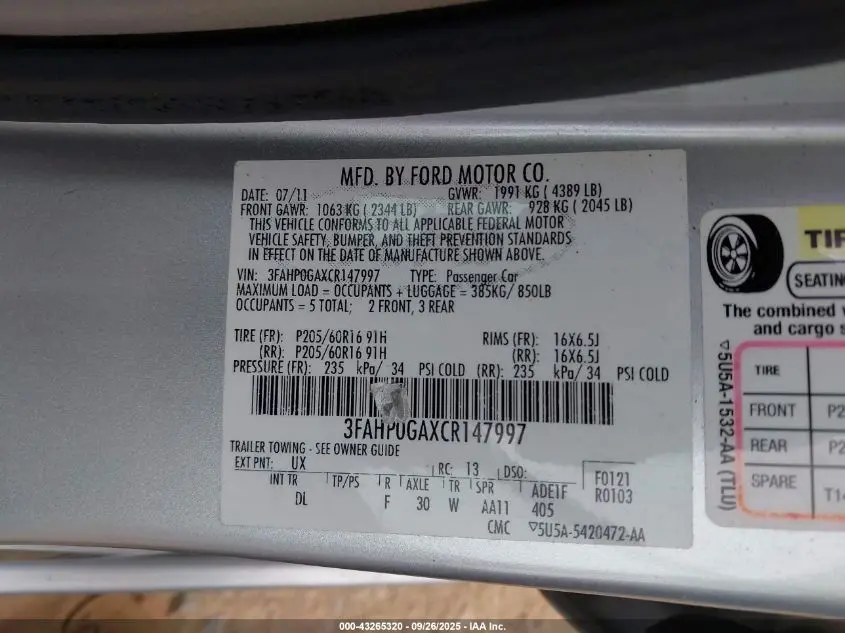 MFD. BY FORD MOTOR CO.
DATE: 07/11 GVWR: 1991 KG ( 4389 LB)
FRONT GAWR: 1063 KG ( 2344 LB) REAR GAWR: 928 KG ( 2045 LB)
THIS VEHICLE CONFORMS TO ALL APPLICABLE FEDERAL MOTOR
VEHICLE SAFETY, BUMPER, AND THEFT PREVENTION STANDARDS
IN EFFECT ON THE DATE OF MANUFACTURE SHOWN ABOVE.
VIN: 3FAHP0GAXCR147997 TYPE: Passenger Car
MAXIMUM LOAD = OCCUPANTS + LUGGAGE = 385KG/ 850LB
OCCUPANTS = 5 TOTAL; 2 FRONT, 3 REAR
TIRE (FR): P205/60R16 91H RIMS (FR): 16X6.5J
(RR): P205/60R16 91H (RR): 16X6.5J
PRESSURE (FR): 235 kPa/ 34 PSI COLD (RR): 235 kPa/ 34 PSI COLD
3FAHP0GAXCR147997
TRAILER TOWING - SEE OWNER GUIDE
EXT PNT: UX RC: 13 DSO: F0121
INT TR TP/PS R AXLE TR SPR ADE1F R0103
DL F 30 W AA11 405
CMC ▽5U5A-5420472-AA
TIR
SEATING
The combined
and cargo
▽5U5A-1532-AA (TLU)
TIRE
FRONT P2
REAR P2
SPARE T1
000-43265320 - 09/26/2025 - IAA Inc.